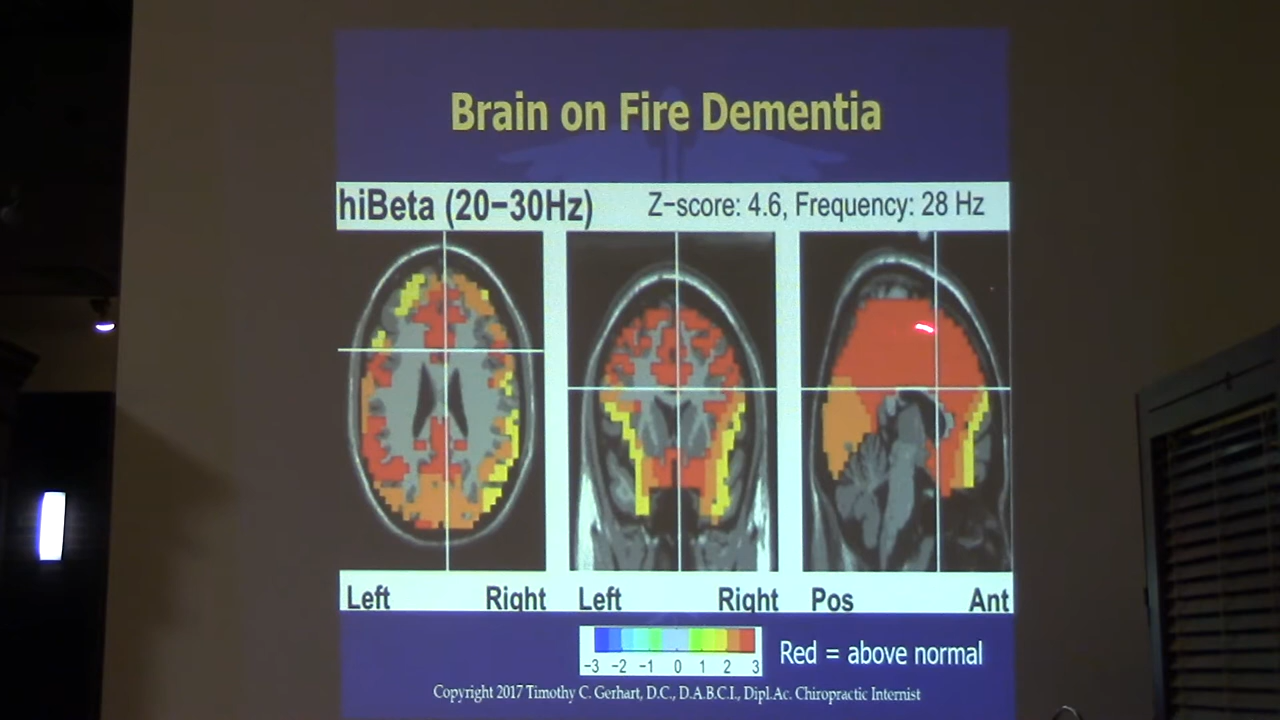 Brain on Fire Dementia
hiBeta (20−30Hz) Z−score: 4.6, Frequency: 28 Hz
Left Right Left Right Pos Ant
−3 −2 −1 0 1 2 3
Red = above normal
Copyright 2017 Timothy C. Gerhart, D.C., D.A.B.C.I., Dipl.Ac. Chiropractic Internist